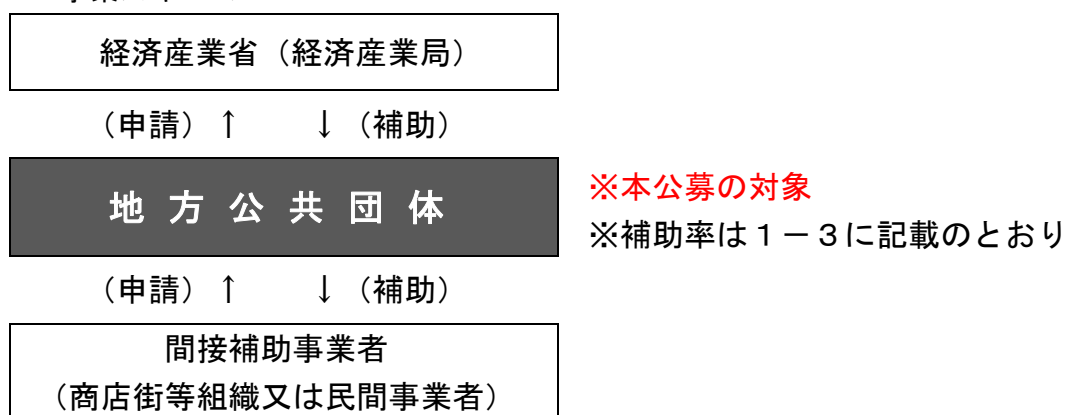 経済産業省（経済産業局）
（申請）↑　　↓（補助）
地 方 公 共 団 体
※本公募の対象
※補助率は１－３に記載のとおり
（申請）↑　　↓（補助）
間接補助事業者
（商店街等組織又は民間事業者）